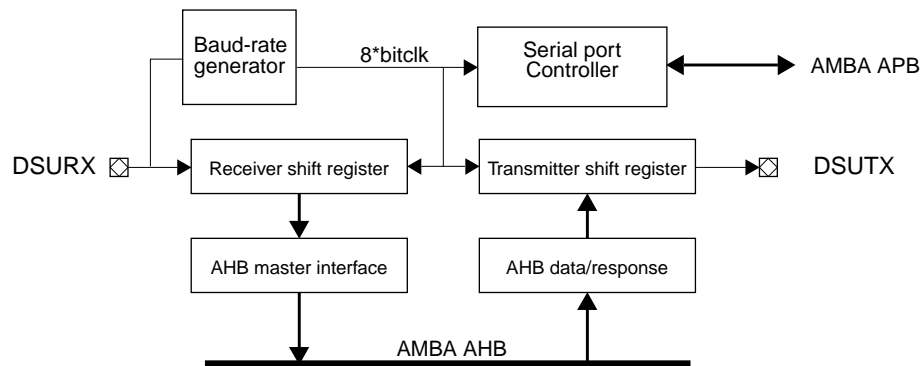 Baud-rate
generator
8*bitclk
Serial port
Controller
AMBA APB
DSURX
Receiver shift register
Transmitter shift register
DSUTX
AHB master interface
AHB data/response
AMBA AHB